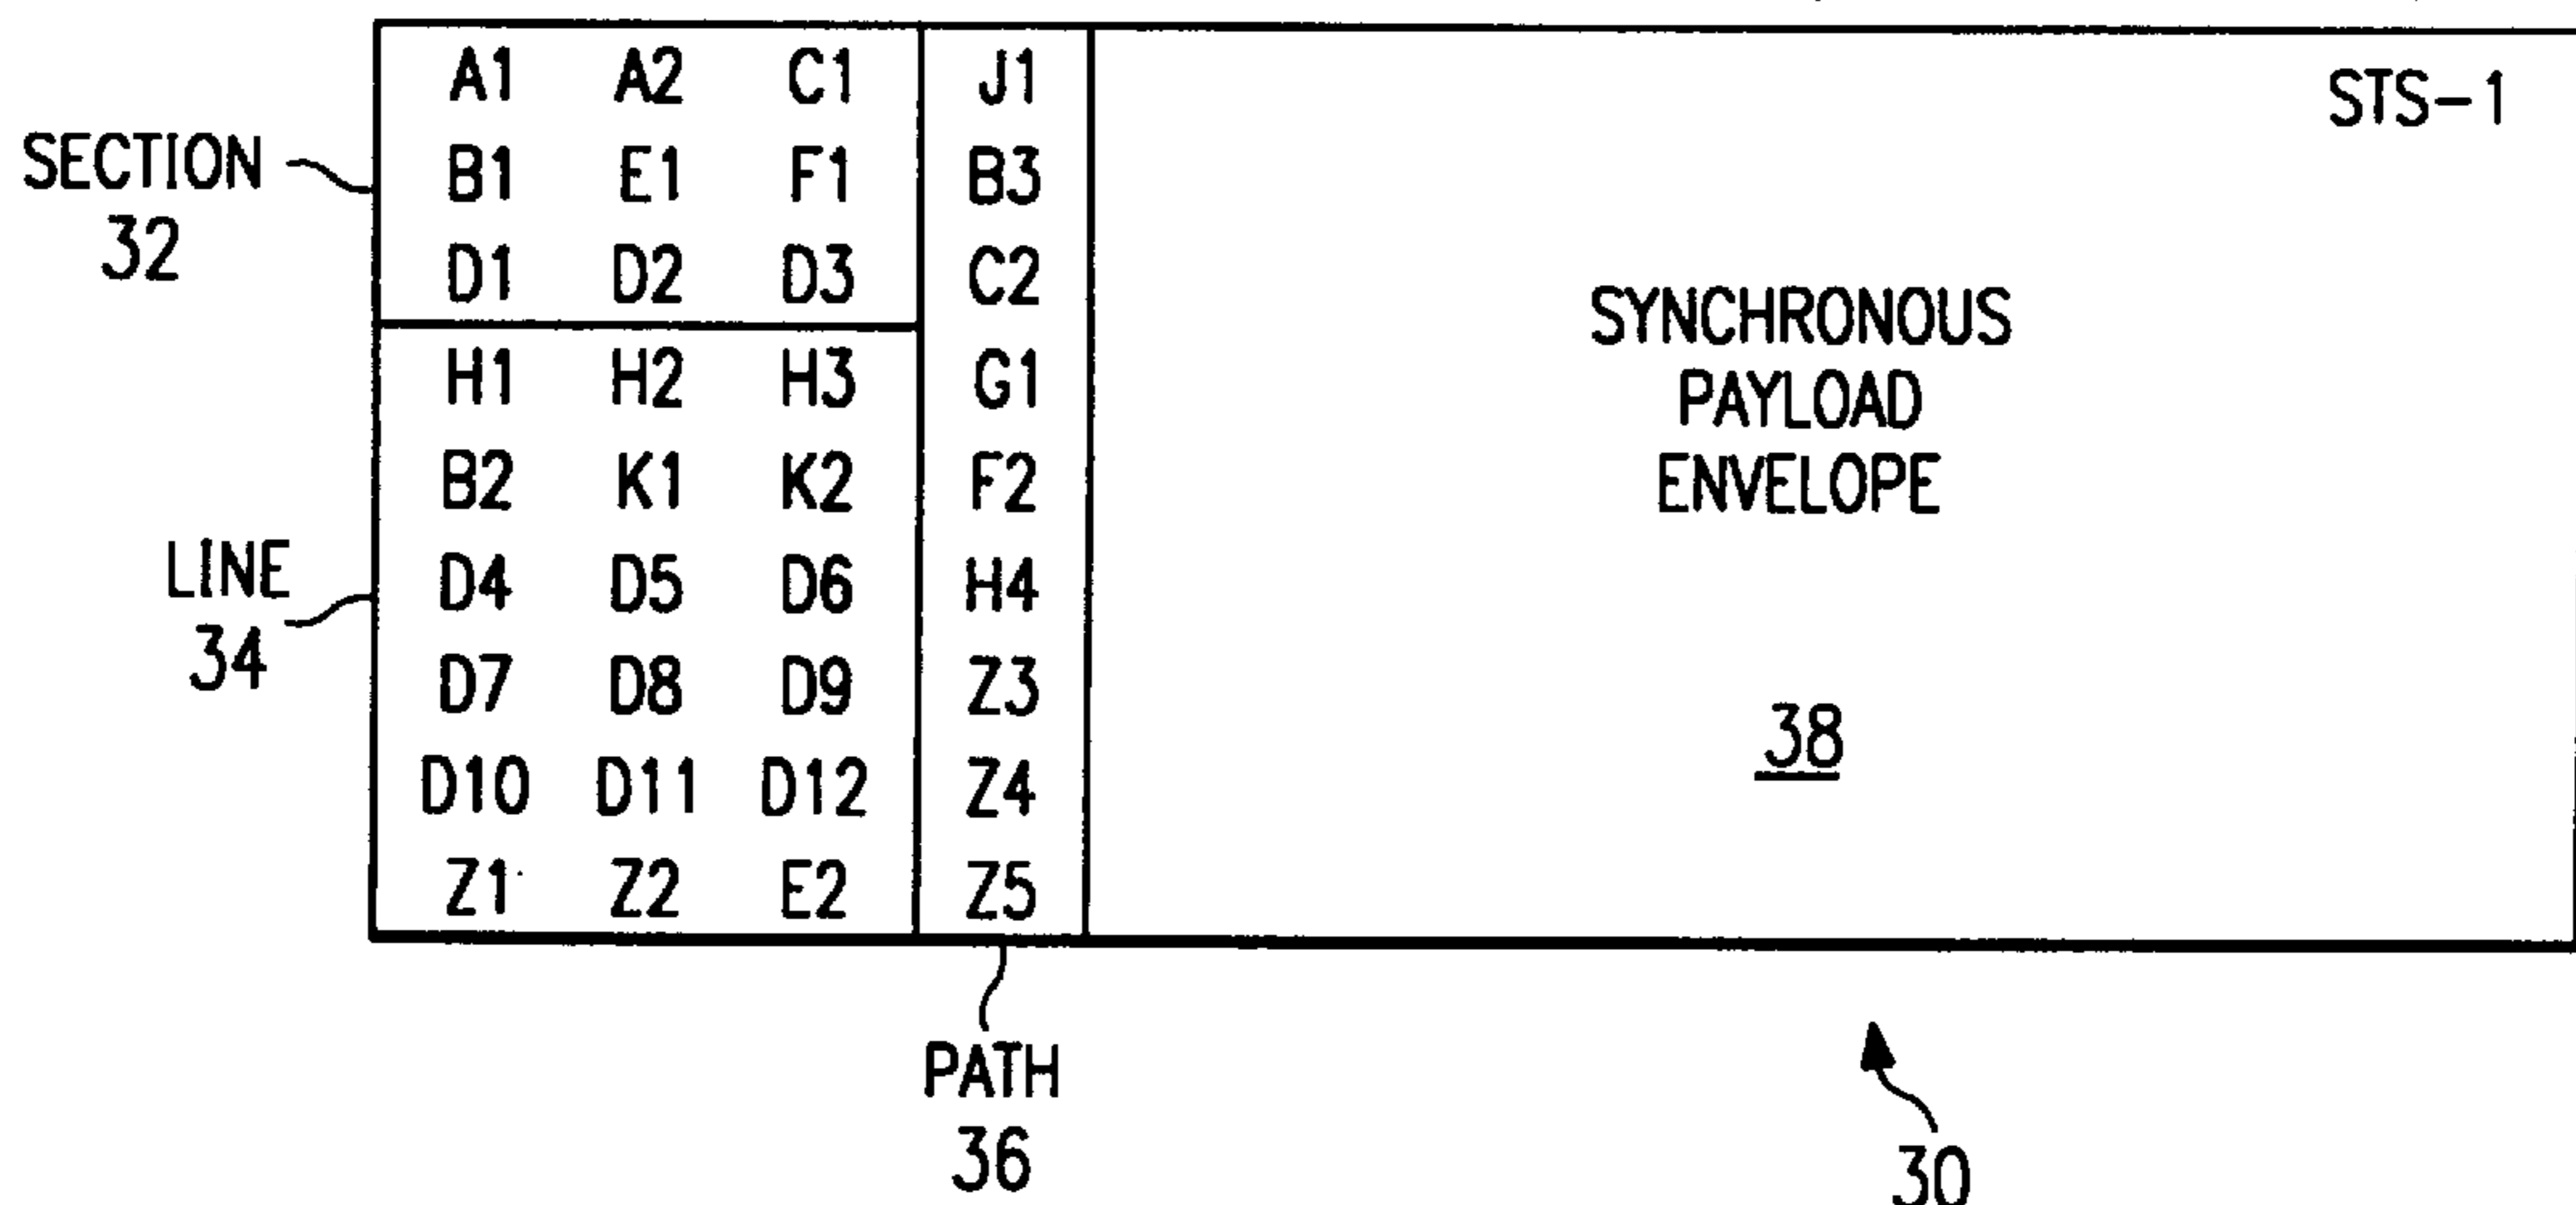 A1 A2 C1 J1
STS-1
SECTION
32
B1 E1 F1 B3
D1 D2 D3 C2
H1 H2 H3 G1
B2 K1 K2 F2
LINE
34
D4 D5 D6 H4
D7 D8 D9 Z3
D10 D11 D12 Z4
Z1 Z2 E2 Z5
SYNCHRONOUS
PAYLOAD
ENVELOPE
38
PATH
36
30